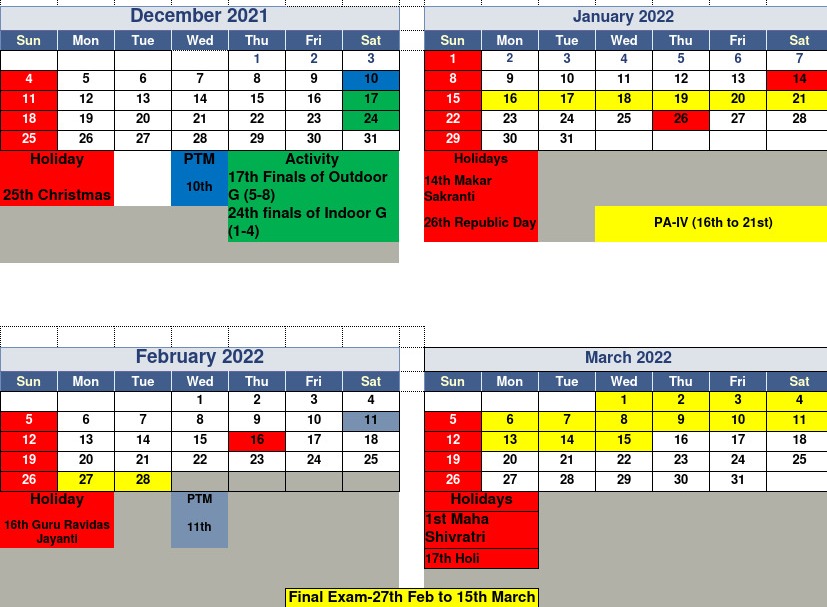 December 2021
Sun Mon Tue Wed Thu Fri Sat
1 2 3
4 5 6 7 8 9 10
11 12 13 14 15 16 17
18 19 20 21 22 23 24
25 26 27 28 29 30 31
Holiday PTM Activity
25th Christmas 10th 17th Finals of Outdoor
G (5-8)
24th finals of Indoor G
(1-4)
January 2022
Sun Mon Tue Wed Thu Fri Sat
1 2 3 4 5 6 7
8 9 10 11 12 13 14
15 16 17 18 19 20 21
22 23 24 25 26 27 28
29 30 31
Holidays
14th Makar
Sakranti
26th Republic Day PA-IV (16th to 21st)
February 2022
Sun Mon Tue Wed Thu Fri Sat
1 2 3 4
5 6 7 8 9 10 11
12 13 14 15 16 17 18
19 20 21 22 23 24 25
26 27 28
Holiday PTM
16th Guru Ravidas
Jayanti 11th
March 2022
Sun Mon Tue Wed Thu Fri Sat
1 2 3 4
5 6 7 8 9 10 11
12 13 14 15 16 17 18
19 20 21 22 23 24 25
26 27 28 29 30 31
Holidays
1st Maha
Shivratri
17th Holi
Final Exam-27th Feb to 15th March